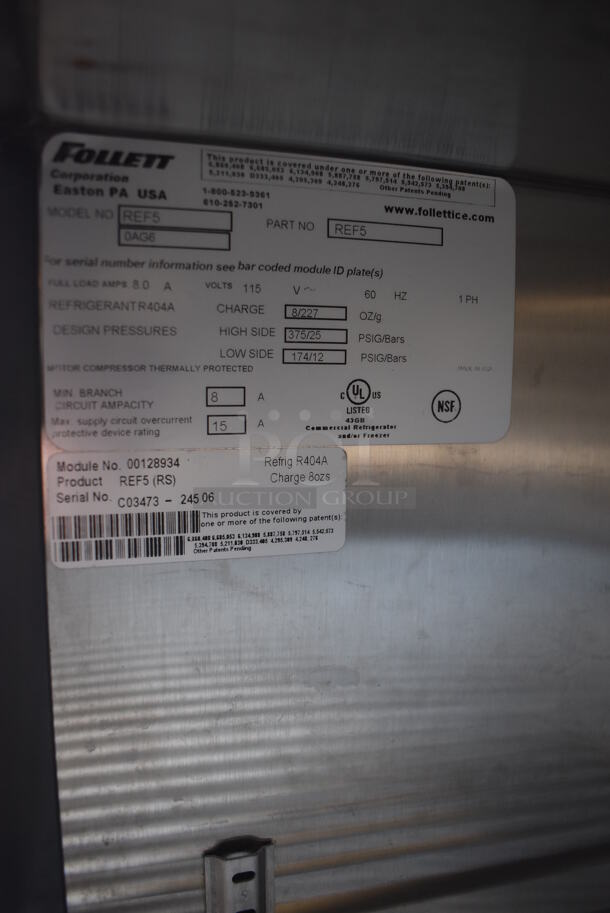 FOLLETT
Corporation
Easton PA USA
This product is covered under one or more of the following patent(s):
Other Patents Pending
1-800-523-9361
610-252-7301
www.follettice.com
MODEL NO REF5
0AG6
PART NO REF5
For serial number information see bar coded module ID plate(s)
FULL LOAD AMPS 8.0 A VOLTS 115 V~ 60 HZ 1 PH
REFRIGERANT R404A CHARGE 8/227 OZ/g
DESIGN PRESSURES HIGH SIDE 375/25 PSIG/Bars
LOW SIDE 174/12 PSIG/Bars
MOTOR COMPRESSOR THERMALLY PROTECTED
MIN. BRANCH
CIRCUIT AMPACITY 8 A
Max. supply circuit overcurrent
protective device rating 15 A
C UL US
LISTED
43GB
Commercial Refrigerator
and/or Freezer
NSF
Module No. 00128934 Refrig R404A
Product REF5 (RS) Charge 8ozs
Serial No. C03473 - 245 06
This product is covered by
one or more of the following patent(s):
Other Patents Pending
AUCTION GROUP